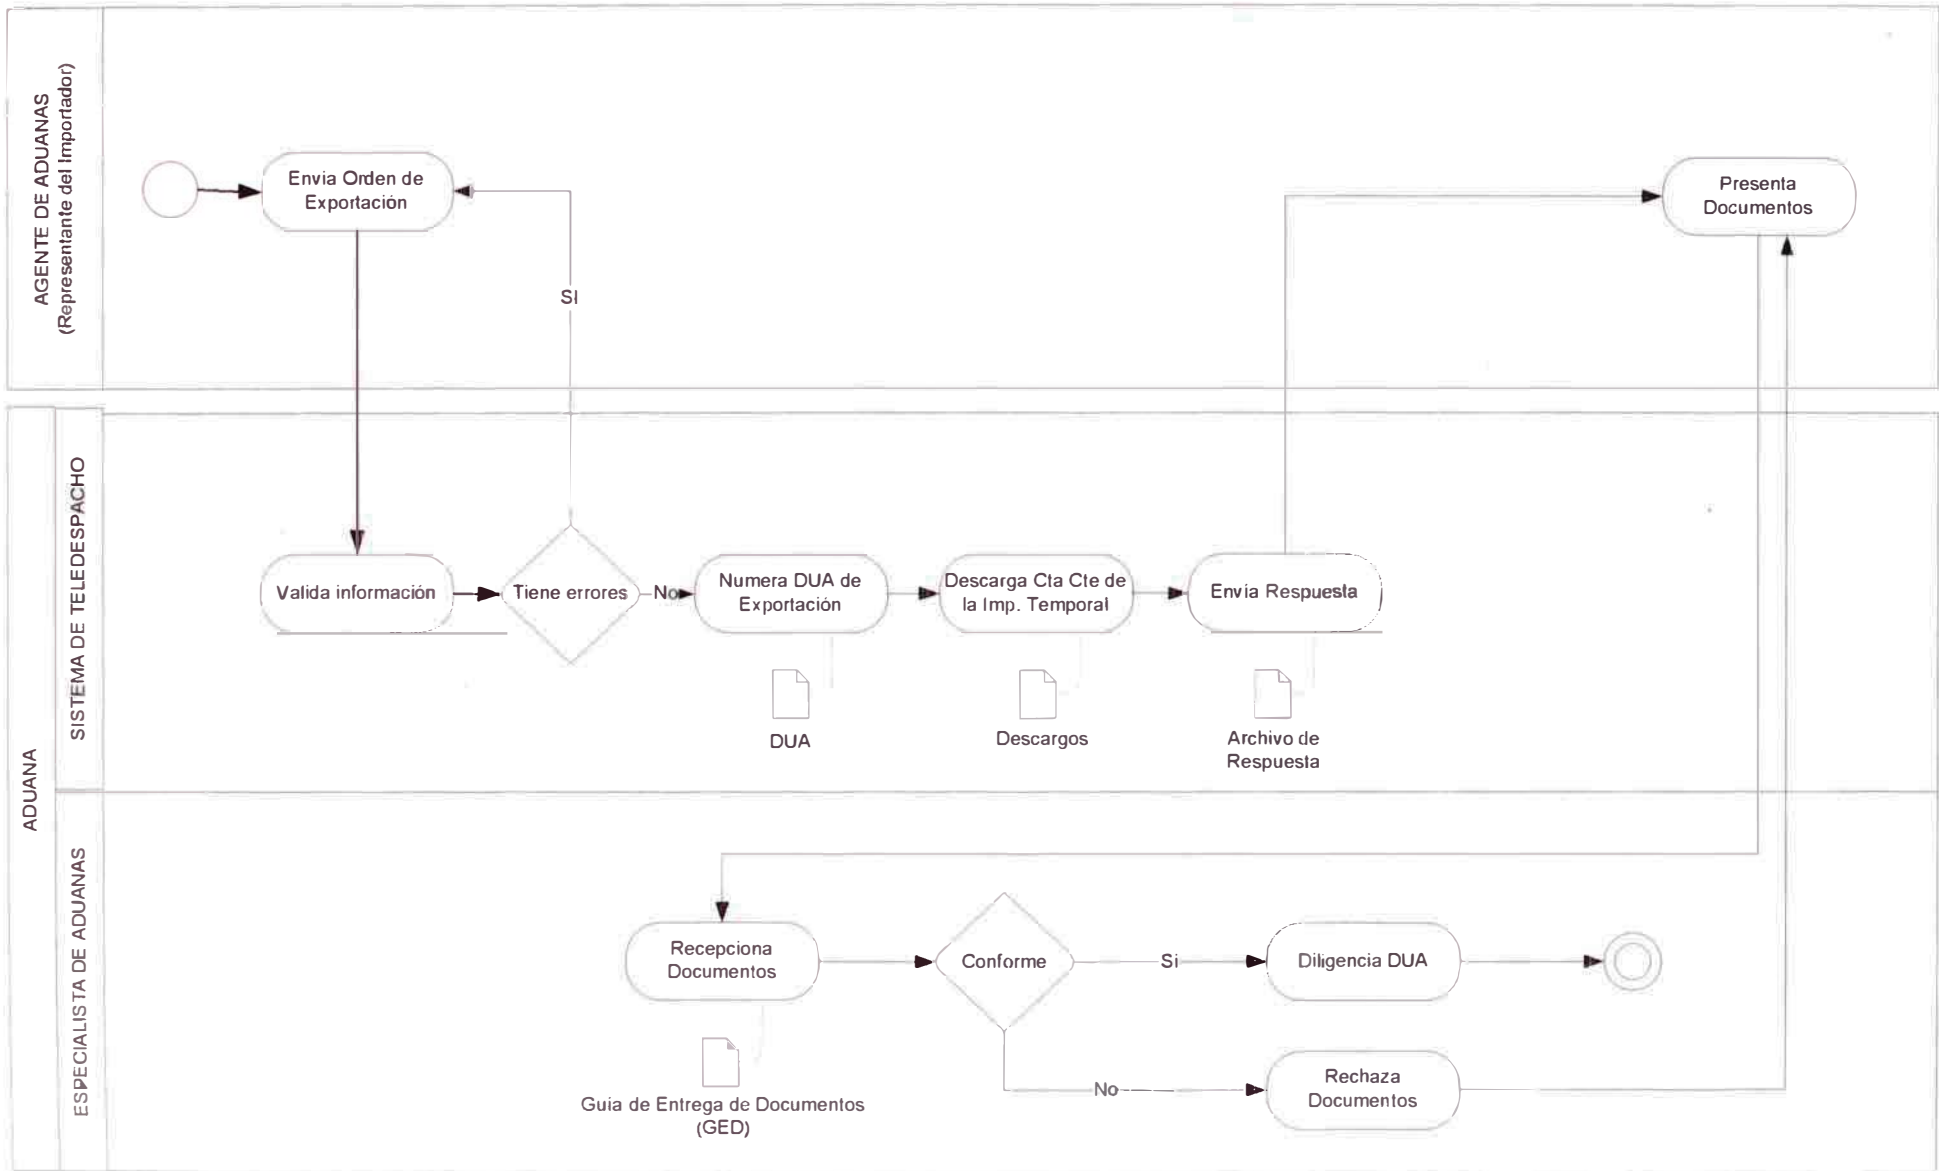 AGENTE DE ADUANAS
(Representante del Importador)
Envia Orden de
Exportación
SI
Presenta
Documentos
ADUANA
SISTEMA DE TELEDESPACHO
Valida información
Tiene errores
No
Numera DUA de
Exportación
Descarga Cta Cte de
la Imp. Temporal
Envía Respuesta
DUA
Descargos
Archivo de
Respuesta
ESPECIALISTA DE ADUANAS
Recepciona
Documentos
Conforme
Si
Diligencia DUA
No
Rechaza
Documentos
Guia de Entrega de Documentos
(GED)